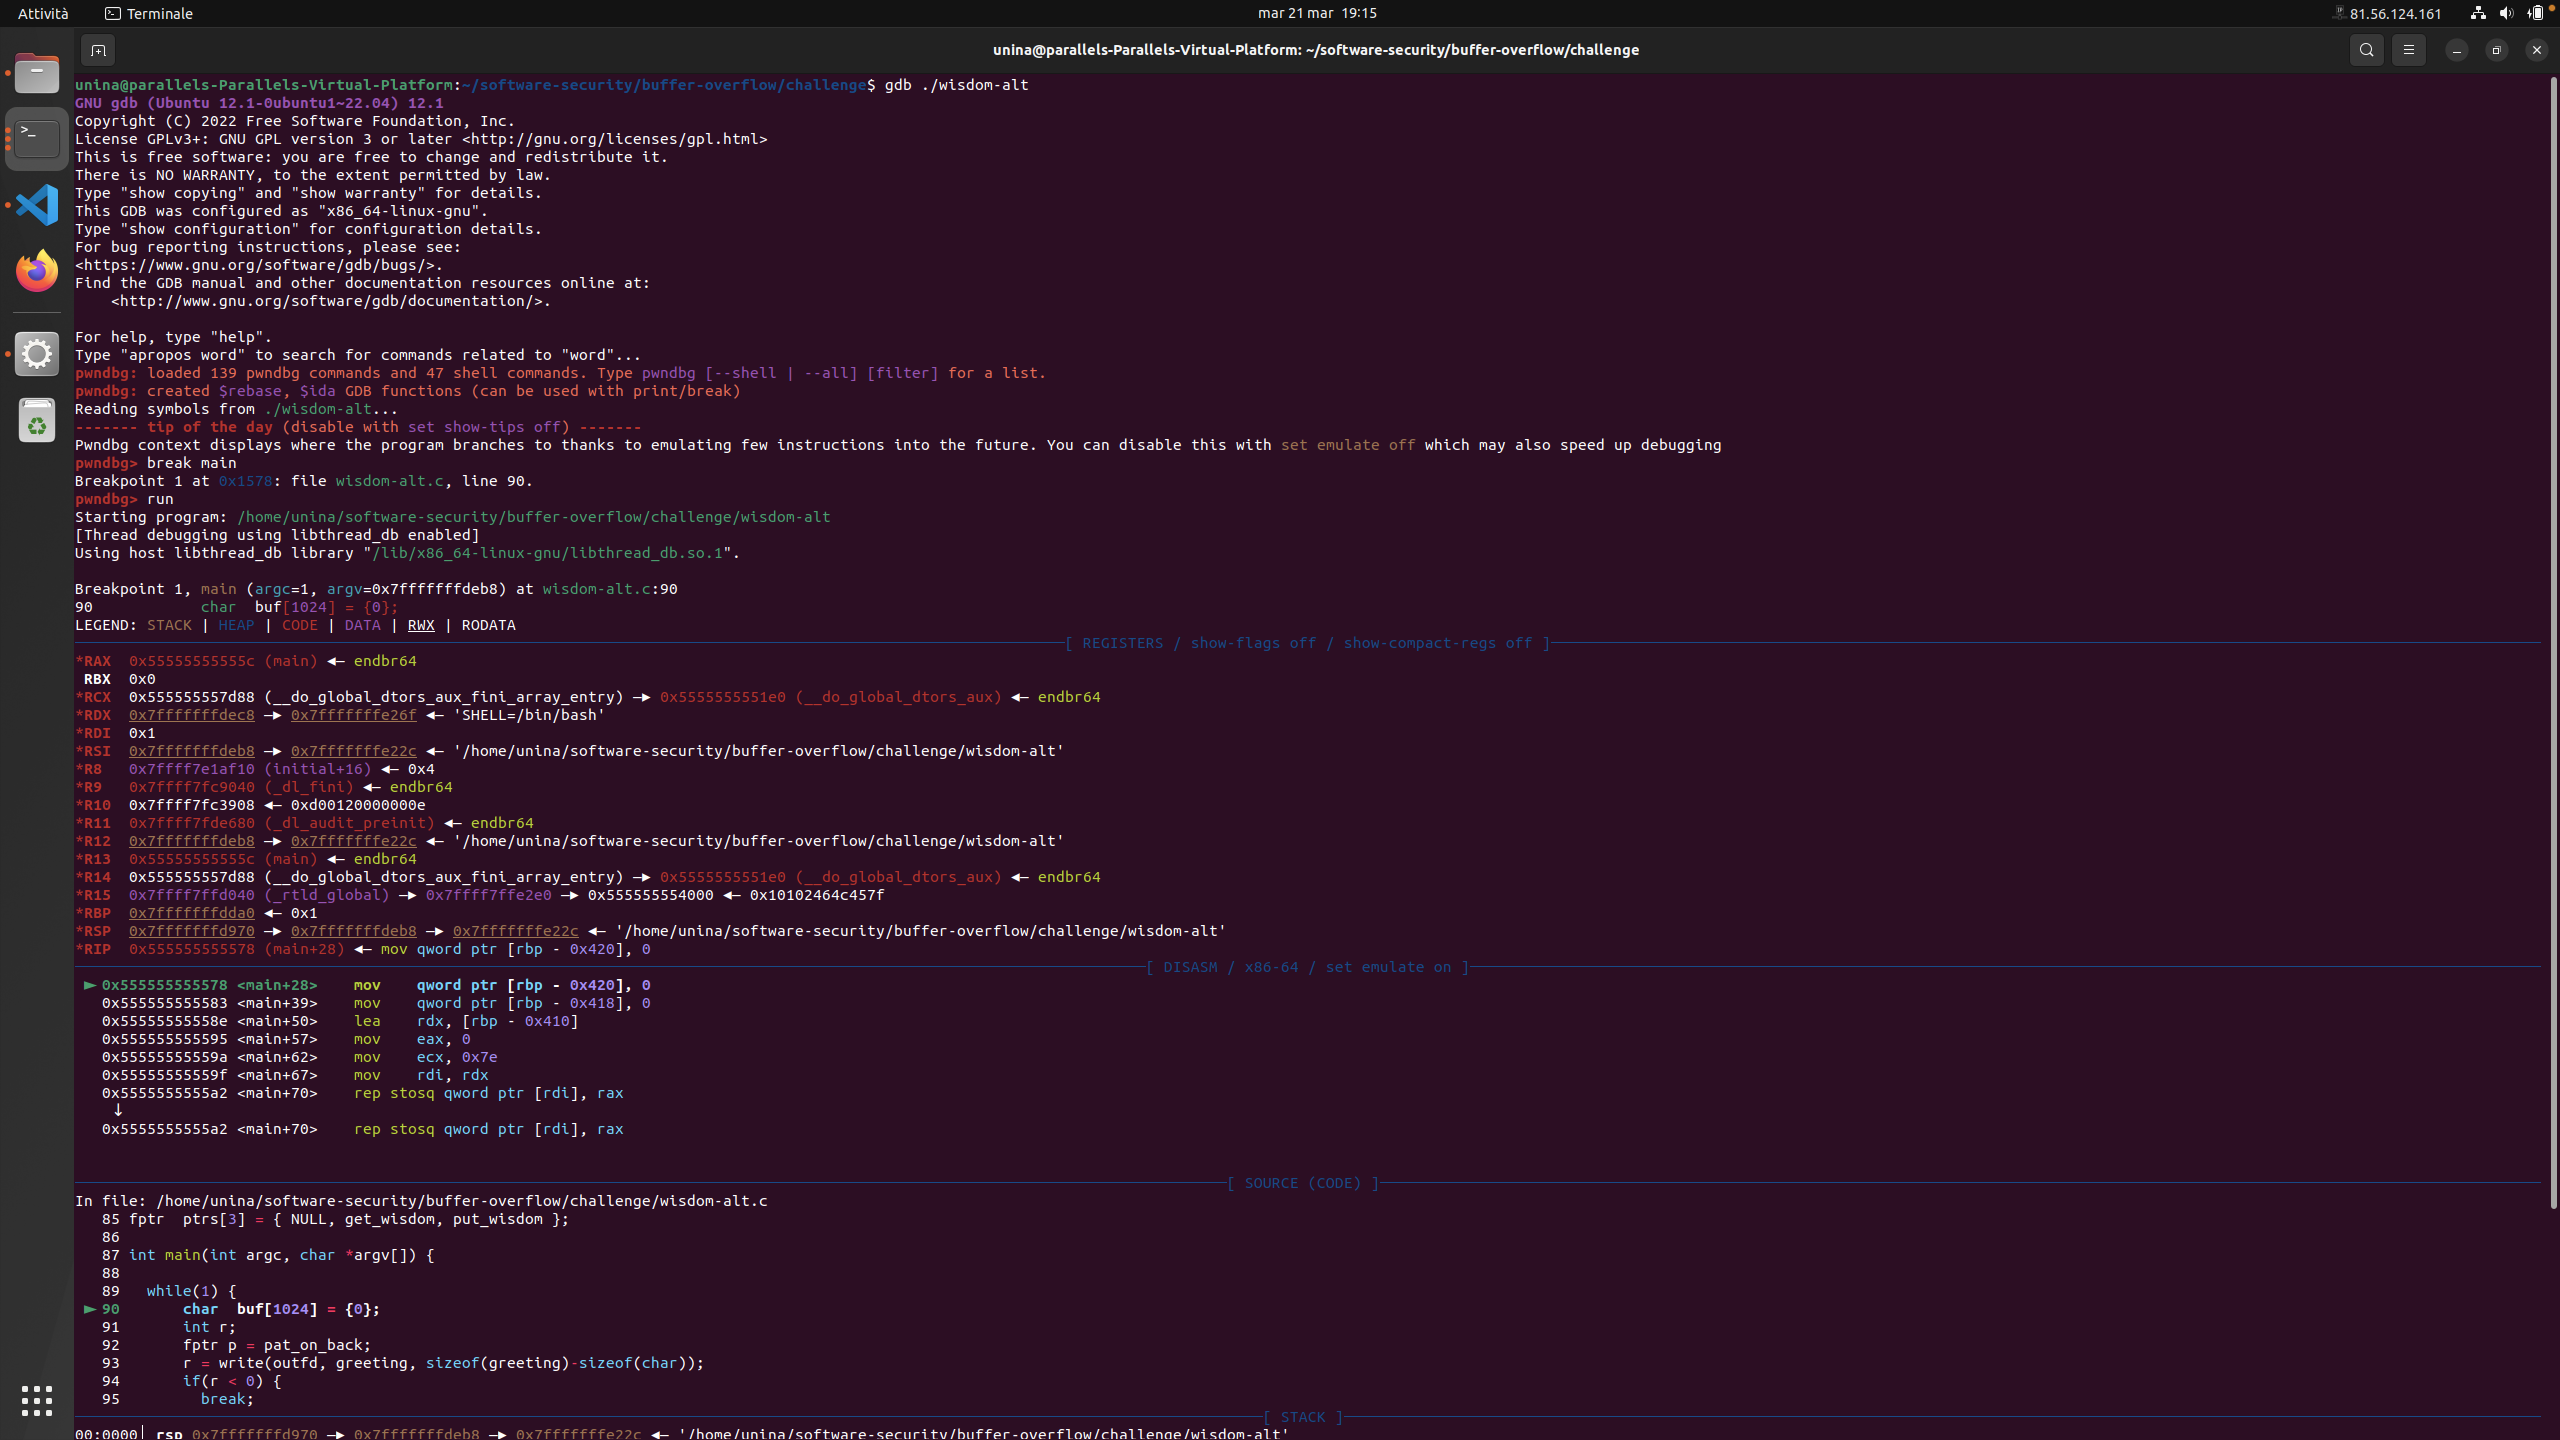 Attività Terminale mar 21 mar 19:15 81.56.124.161
unina@parallels-Parallels-Virtual-Platform: ~/software-security/buffer-overflow/challenge
unina@parallels-Parallels-Virtual-Platform:~/software-security/buffer-overflow/challenge$ gdb ./wisdom-alt
GNU gdb (Ubuntu 12.1-0ubuntu1~22.04) 12.1
Copyright (C) 2022 Free Software Foundation, Inc.
License GPLv3+: GNU GPL version 3 or later <http://gnu.org/licenses/gpl.html>
This is free software: you are free to change and redistribute it.
There is NO WARRANTY, to the extent permitted by law.
Type "show copying" and "show warranty" for details.
This GDB was configured as "x86_64-linux-gnu".
Type "show configuration" for configuration details.
For bug reporting instructions, please see:
<https://www.gnu.org/software/gdb/bugs/>.
Find the GDB manual and other documentation resources online at:
    <http://www.gnu.org/software/gdb/documentation/>.
For help, type "help".
Type "apropos word" to search for commands related to "word"...
pwndbg: loaded 139 pwndbg commands and 47 shell commands. Type pwndbg [--shell | --all] [filter] for a list.
pwndbg: created $rebase, $ida GDB functions (can be used with print/break)
Reading symbols from ./wisdom-alt...
------- tip of the day (disable with set show-tips off) -------
Pwndbg context displays where the program branches to thanks to emulating few instructions into the future. You can disable this with set emulate off which may also speed up debugging
pwndbg> break main
Breakpoint 1 at 0x1578: file wisdom-alt.c, line 90.
pwndbg> run
Starting program: /home/unina/software-security/buffer-overflow/challenge/wisdom-alt
[Thread debugging using libthread_db enabled]
Using host libthread_db library "/lib/x86_64-linux-gnu/libthread_db.so.1".
Breakpoint 1, main (argc=1, argv=0x7fffffffdeb8) at wisdom-alt.c:90
90            char  buf[1024] = {0};
LEGEND: STACK | HEAP | CODE | DATA | RWX | RODATA
[ REGISTERS / show-flags off / show-compact-regs off ]
*RAX  0x55555555555c (main) ◂— endbr64
 RBX  0x0
*RCX  0x555555557d88 (__do_global_dtors_aux_fini_array_entry) —▸ 0x5555555551e0 (__do_global_dtors_aux) ◂— endbr64
*RDX  0x7fffffffdec8 —▸ 0x7fffffffe26f ◂— 'SHELL=/bin/bash'
*RDI  0x1
*RSI  0x7fffffffdeb8 —▸ 0x7fffffffe22c ◂— '/home/unina/software-security/buffer-overflow/challenge/wisdom-alt'
*R8   0x7ffff7e1af10 (initial+16) ◂— 0x4
*R9   0x7ffff7fc9040 (_dl_fini) ◂— endbr64
*R10  0x7ffff7fc3908 ◂— 0xd00120000000e
*R11  0x7ffff7fde680 (_dl_audit_preinit) ◂— endbr64
*R12  0x7fffffffdeb8 —▸ 0x7fffffffe22c ◂— '/home/unina/software-security/buffer-overflow/challenge/wisdom-alt'
*R13  0x55555555555c (main) ◂— endbr64
*R14  0x555555557d88 (__do_global_dtors_aux_fini_array_entry) —▸ 0x5555555551e0 (__do_global_dtors_aux) ◂— endbr64
*R15  0x7ffff7ffd040 (_rtld_global) —▸ 0x7ffff7ffe2e0 —▸ 0x555555554000 ◂— 0x10102464c457f
*RBP  0x7fffffffdda0 ◂— 0x1
*RSP  0x7fffffffd970 —▸ 0x7fffffffdeb8 —▸ 0x7fffffffe22c ◂— '/home/unina/software-security/buffer-overflow/challenge/wisdom-alt'
*RIP  0x555555555578 (main+28) ◂— mov qword ptr [rbp - 0x420], 0
[ DISASM / x86-64 / set emulate on ]
 ► 0x555555555578 <main+28>    mov    qword ptr [rbp - 0x420], 0
   0x555555555583 <main+39>    mov    qword ptr [rbp - 0x418], 0
   0x55555555558e <main+50>    lea    rdx, [rbp - 0x410]
   0x555555555595 <main+57>    mov    eax, 0
   0x55555555559a <main+62>    mov    ecx, 0x7e
   0x55555555559f <main+67>    mov    rdi, rdx
   0x5555555555a2 <main+70>    rep stosq qword ptr [rdi], rax
    ↓
   0x5555555555a2 <main+70>    rep stosq qword ptr [rdi], rax
[ SOURCE (CODE) ]
In file: /home/unina/software-security/buffer-overflow/challenge/wisdom-alt.c
   85 fptr  ptrs[3] = { NULL, get_wisdom, put_wisdom };
   86
   87 int main(int argc, char *argv[]) {
   88
   89   while(1) {
 ► 90       char  buf[1024] = {0};
   91       int r;
   92       fptr p = pat_on_back;
   93       r = write(outfd, greeting, sizeof(greeting)-sizeof(char));
   94       if(r < 0) {
   95         break;
[ STACK ]
00:0000│ rsp 0x7fffffffd970 —▸ 0x7fffffffdeb8 —▸ 0x7fffffffe22c ◂— '/home/unina/software-security/buffer-overflow/challenge/wisdom-alt'